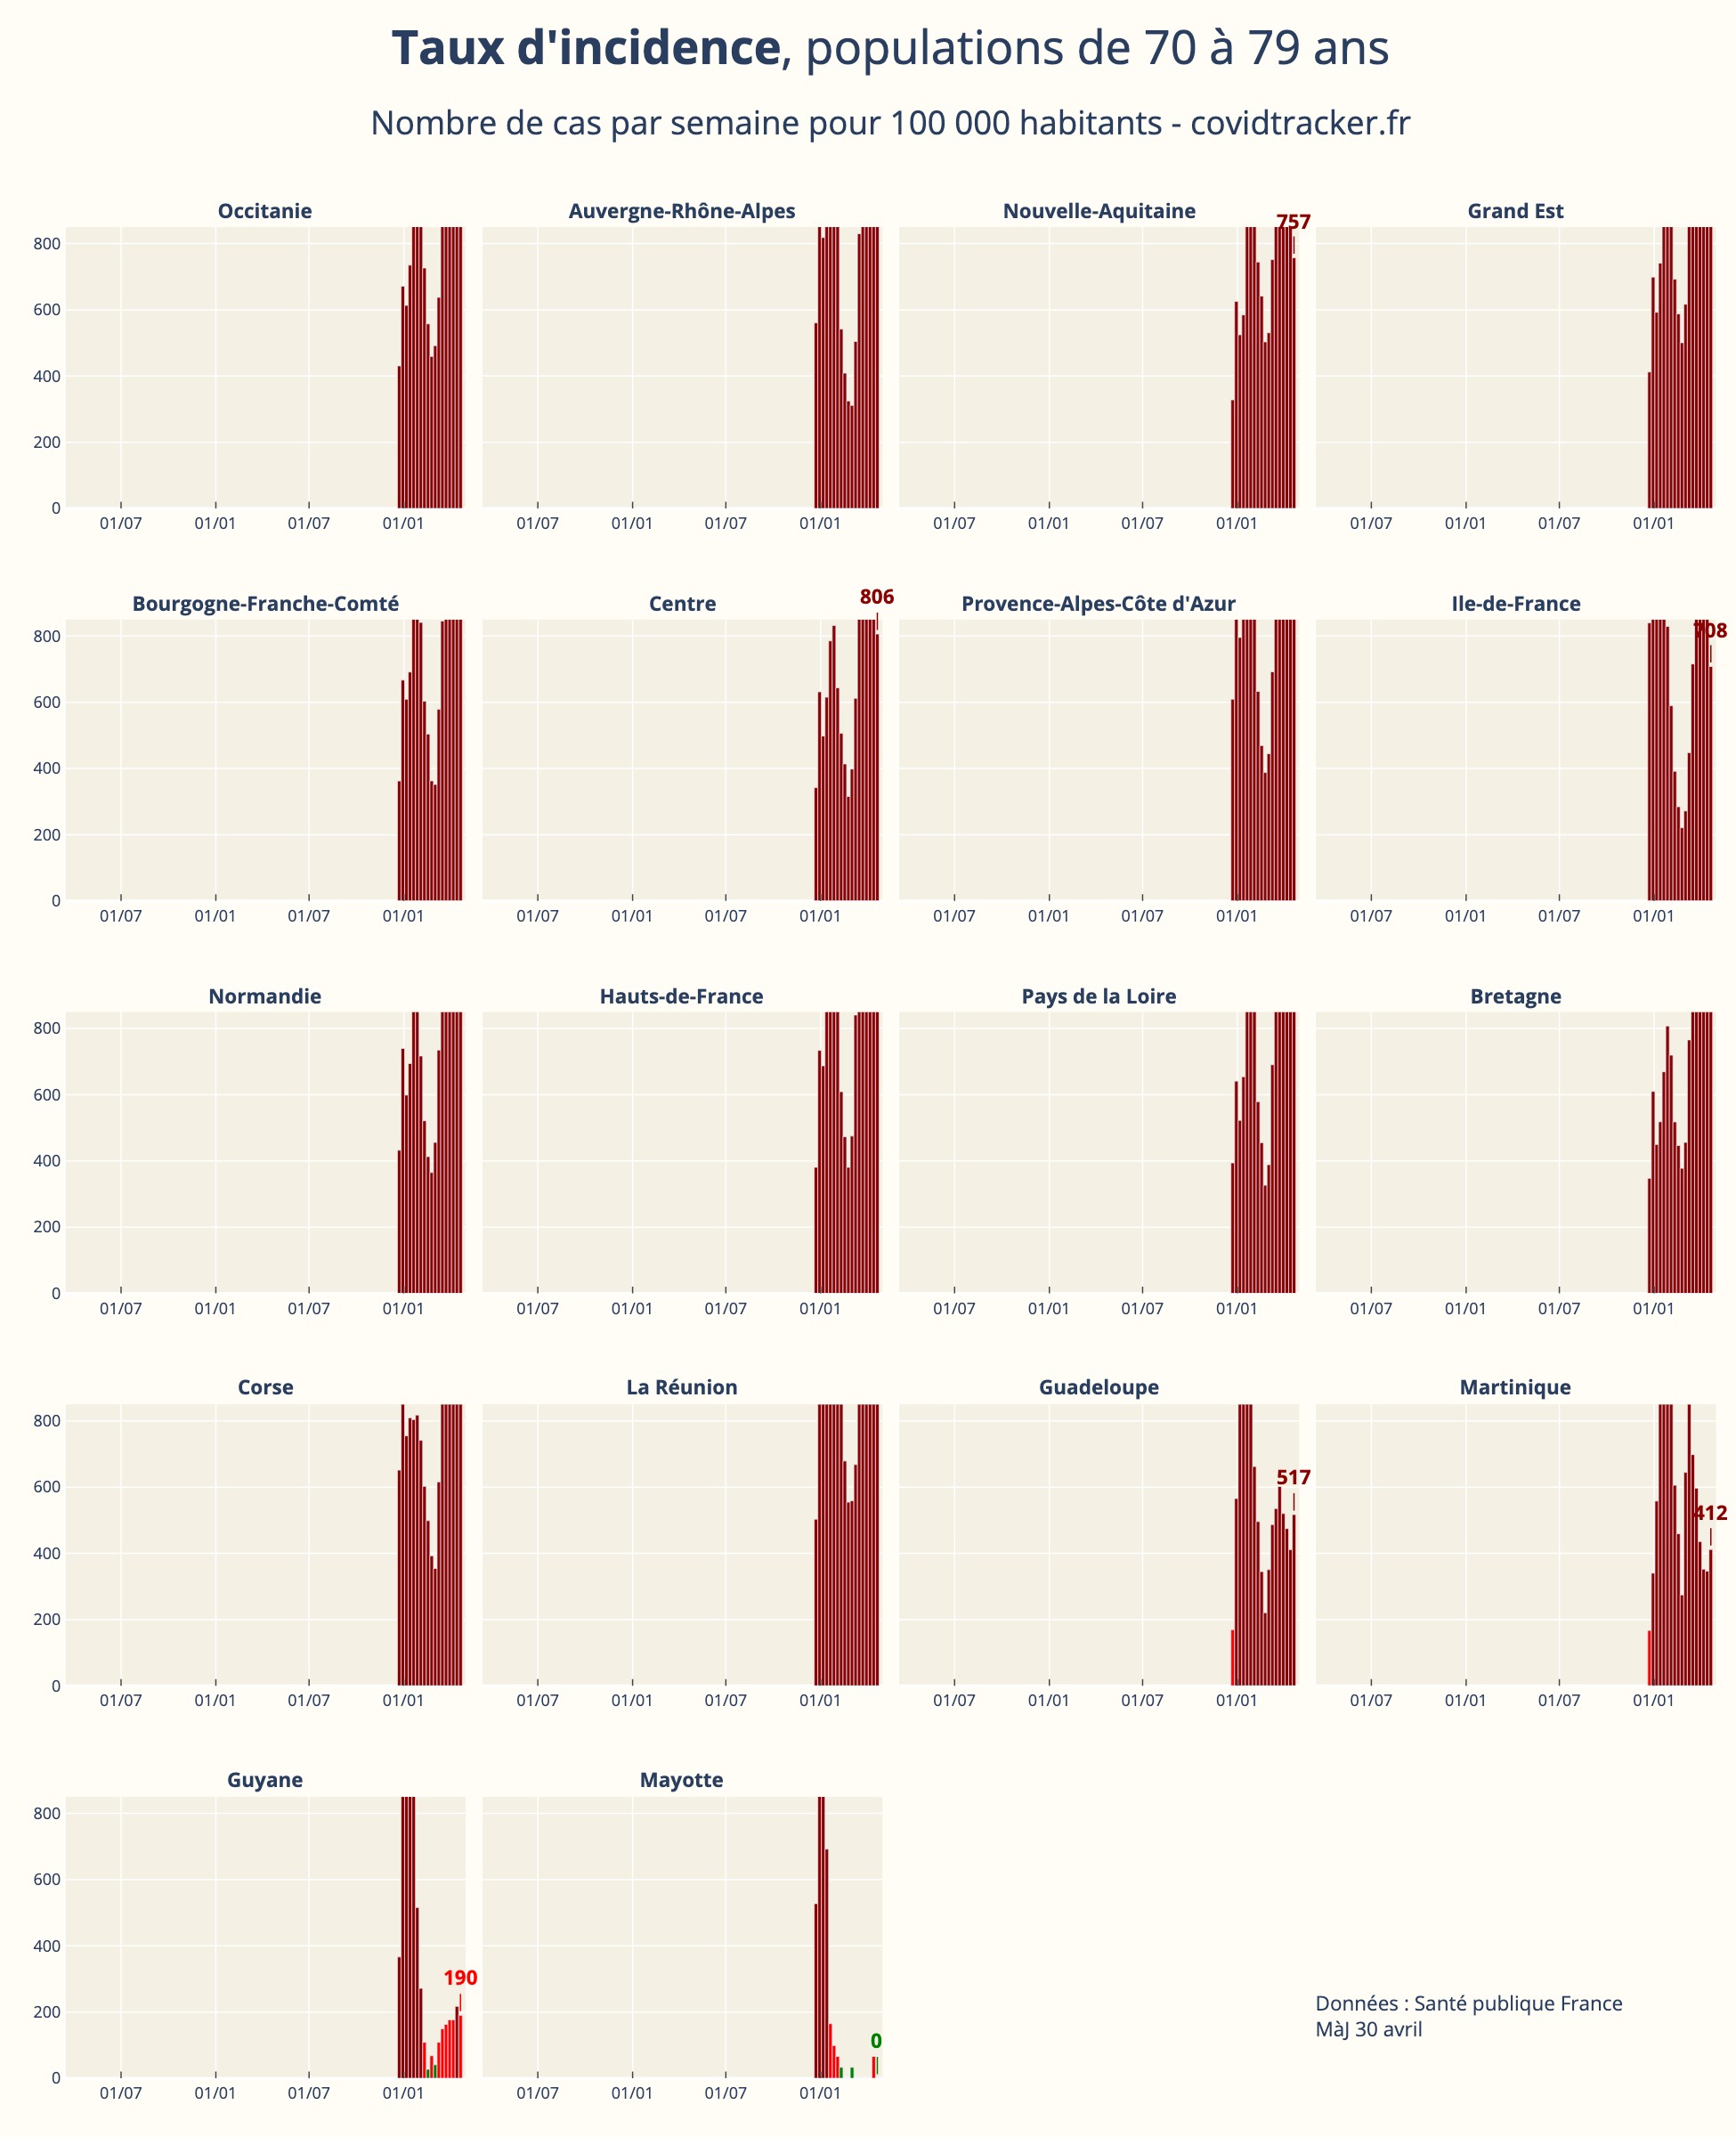 Taux d'incidence, populations de 70 à 79 ans
Nombre de cas par semaine pour 100 000 habitants - covidtracker.fr
Occitanie
Auvergne-Rhône-Alpes
Nouvelle-Aquitaine
Grand Est
757
800
600
400
200
0
01/07 01/01 01/07 01/01
01/07 01/01 01/07 01/01
01/07 01/01 01/07 01/01
01/07 01/01 01/07 01/01
Bourgogne-Franche-Comté
Centre
Provence-Alpes-Côte d'Azur
Ile-de-France
806
708
800
600
400
200
0
01/07 01/01 01/07 01/01
01/07 01/01 01/07 01/01
01/07 01/01 01/07 01/01
01/07 01/01 01/07 01/01
Normandie
Hauts-de-France
Pays de la Loire
Bretagne
800
600
400
200
0
01/07 01/01 01/07 01/01
01/07 01/01 01/07 01/01
01/07 01/01 01/07 01/01
01/07 01/01 01/07 01/01
Corse
La Réunion
Guadeloupe
Martinique
517
412
800
600
400
200
0
01/07 01/01 01/07 01/01
01/07 01/01 01/07 01/01
01/07 01/01 01/07 01/01
01/07 01/01 01/07 01/01
Guyane
Mayotte
190
0
800
600
400
200
0
01/07 01/01 01/07 01/01
01/07 01/01 01/07 01/01
Données : Santé publique France
MàJ 30 avril